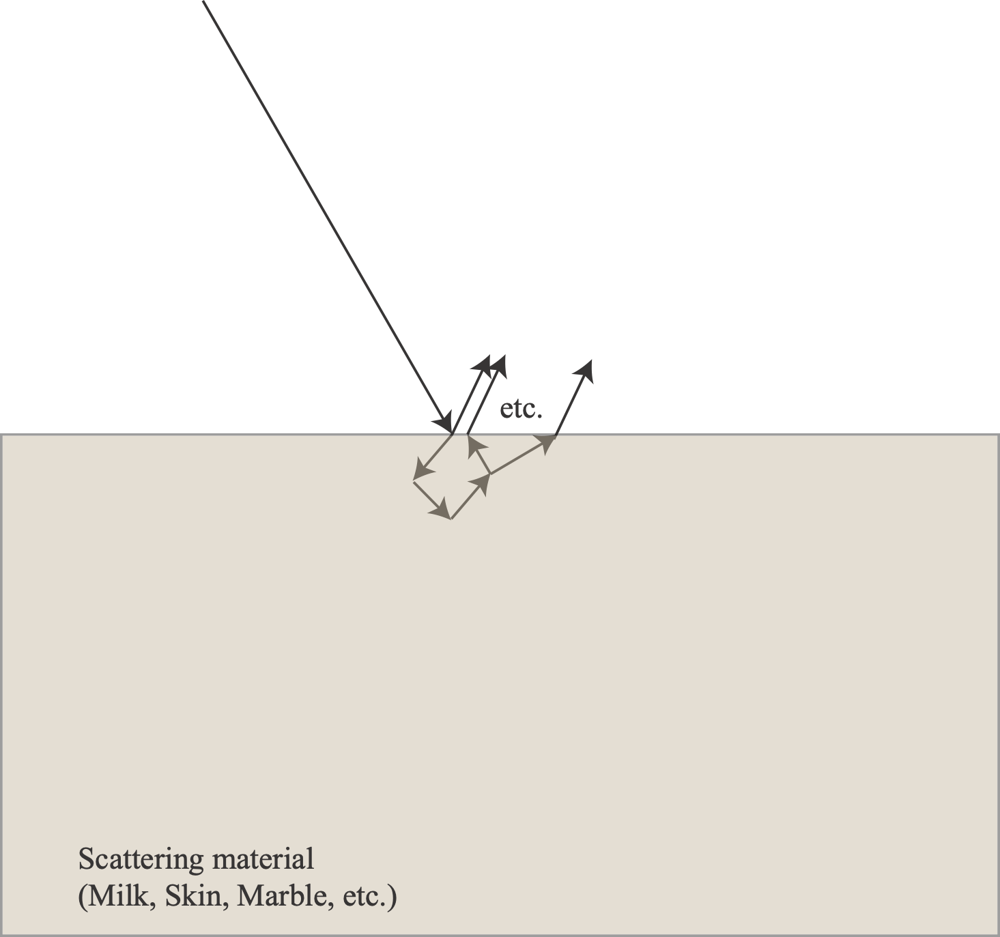 etc.
Scattering material
(Milk, Skin, Marble, etc.)